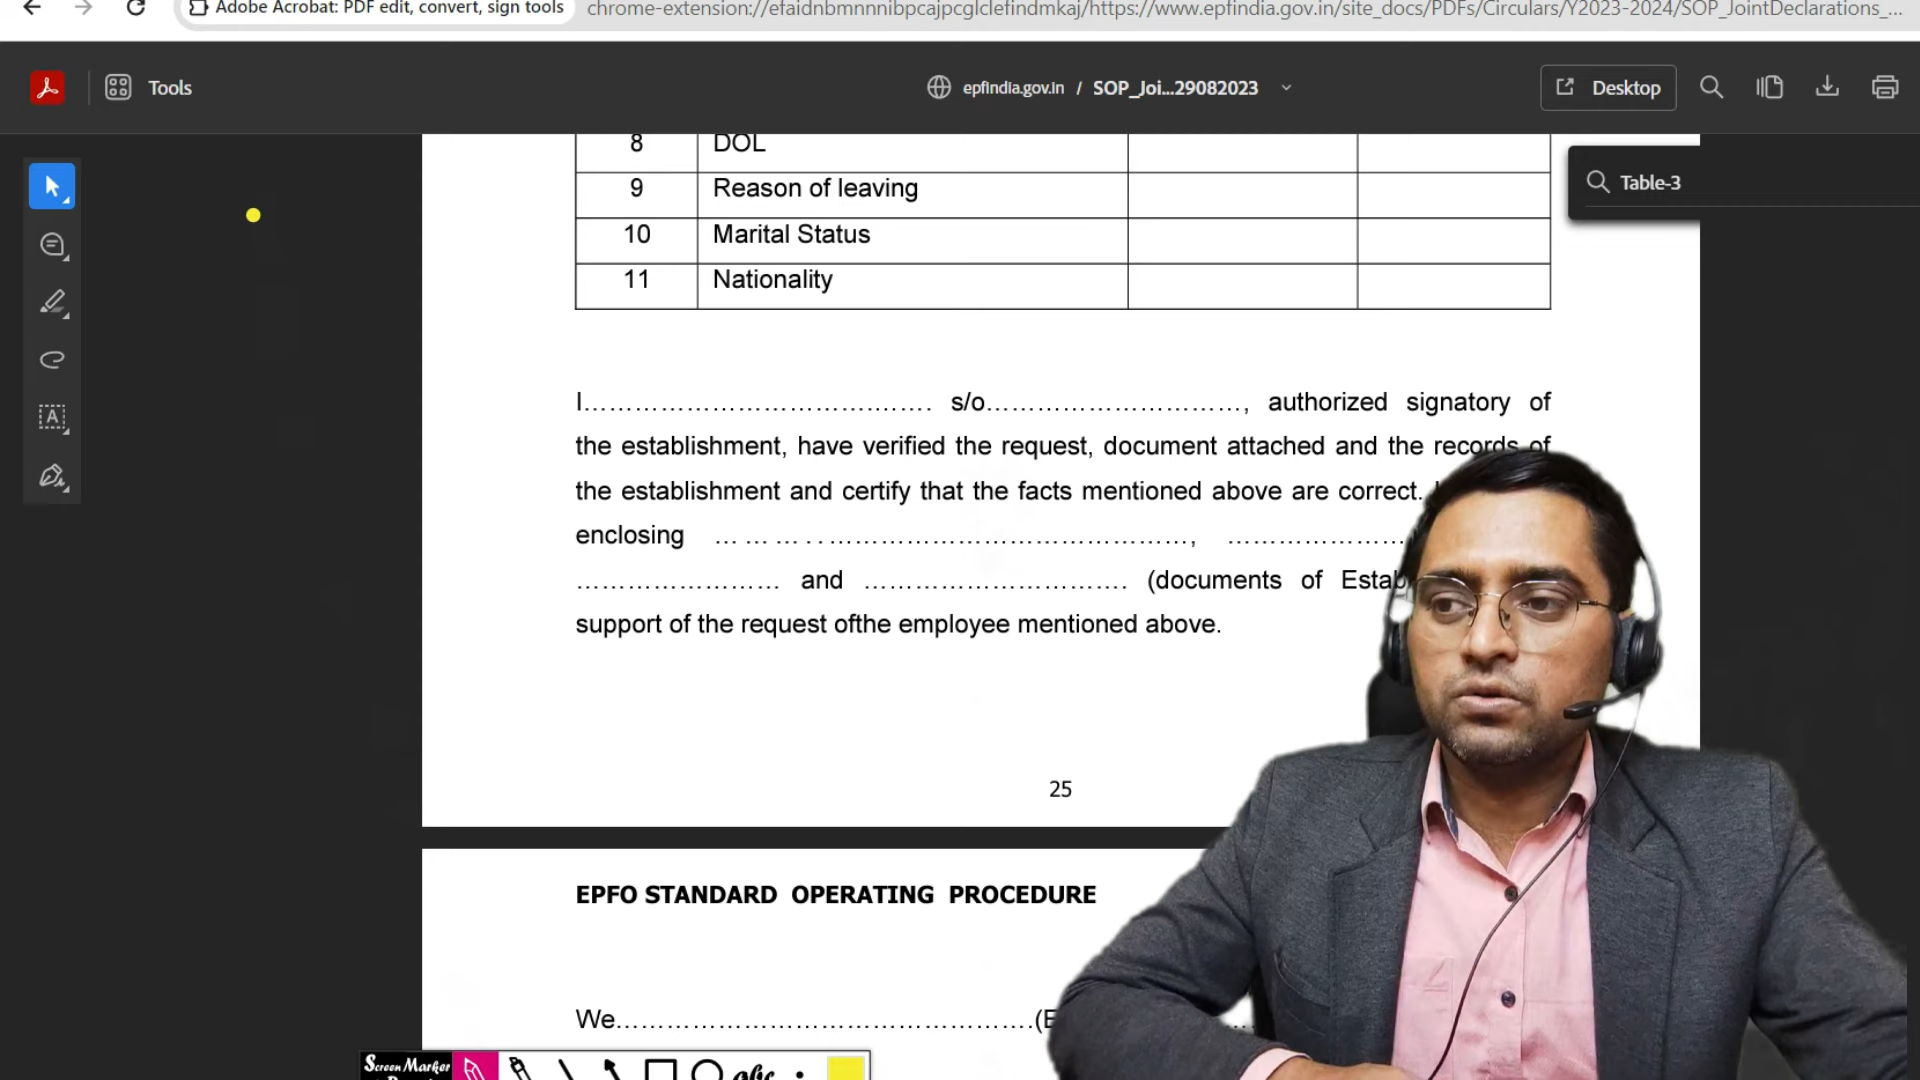 Adobe Acrobat: PDF edit, convert, sign tools chrome-extension://efaidnbmnnnibpcajpcglclefindmkaj/https://www.epfindia.gov.in/site_docs/PDFs/Circulars/Y2023-2024/SOP_JointDeclarations_...
Tools epfindia.gov.in / SOP_Joi...29082023 Desktop
8 DOL
Table-3
9 Reason of leaving
10 Marital Status
11 Nationality
I……………………………….……. s/o…………………………, authorized signatory of
the establishment, have verified the request, document attached and the records of
the establishment and certify that the facts mentioned above are correct.
enclosing … … … . . ……………………………………, …………………
…………………… and …………………………. (documents of
support of the request ofthe employee mentioned above.
25
EPFO STANDARD OPERATING PROCEDURE
We………………………………………….(E
Screen Marker
abc